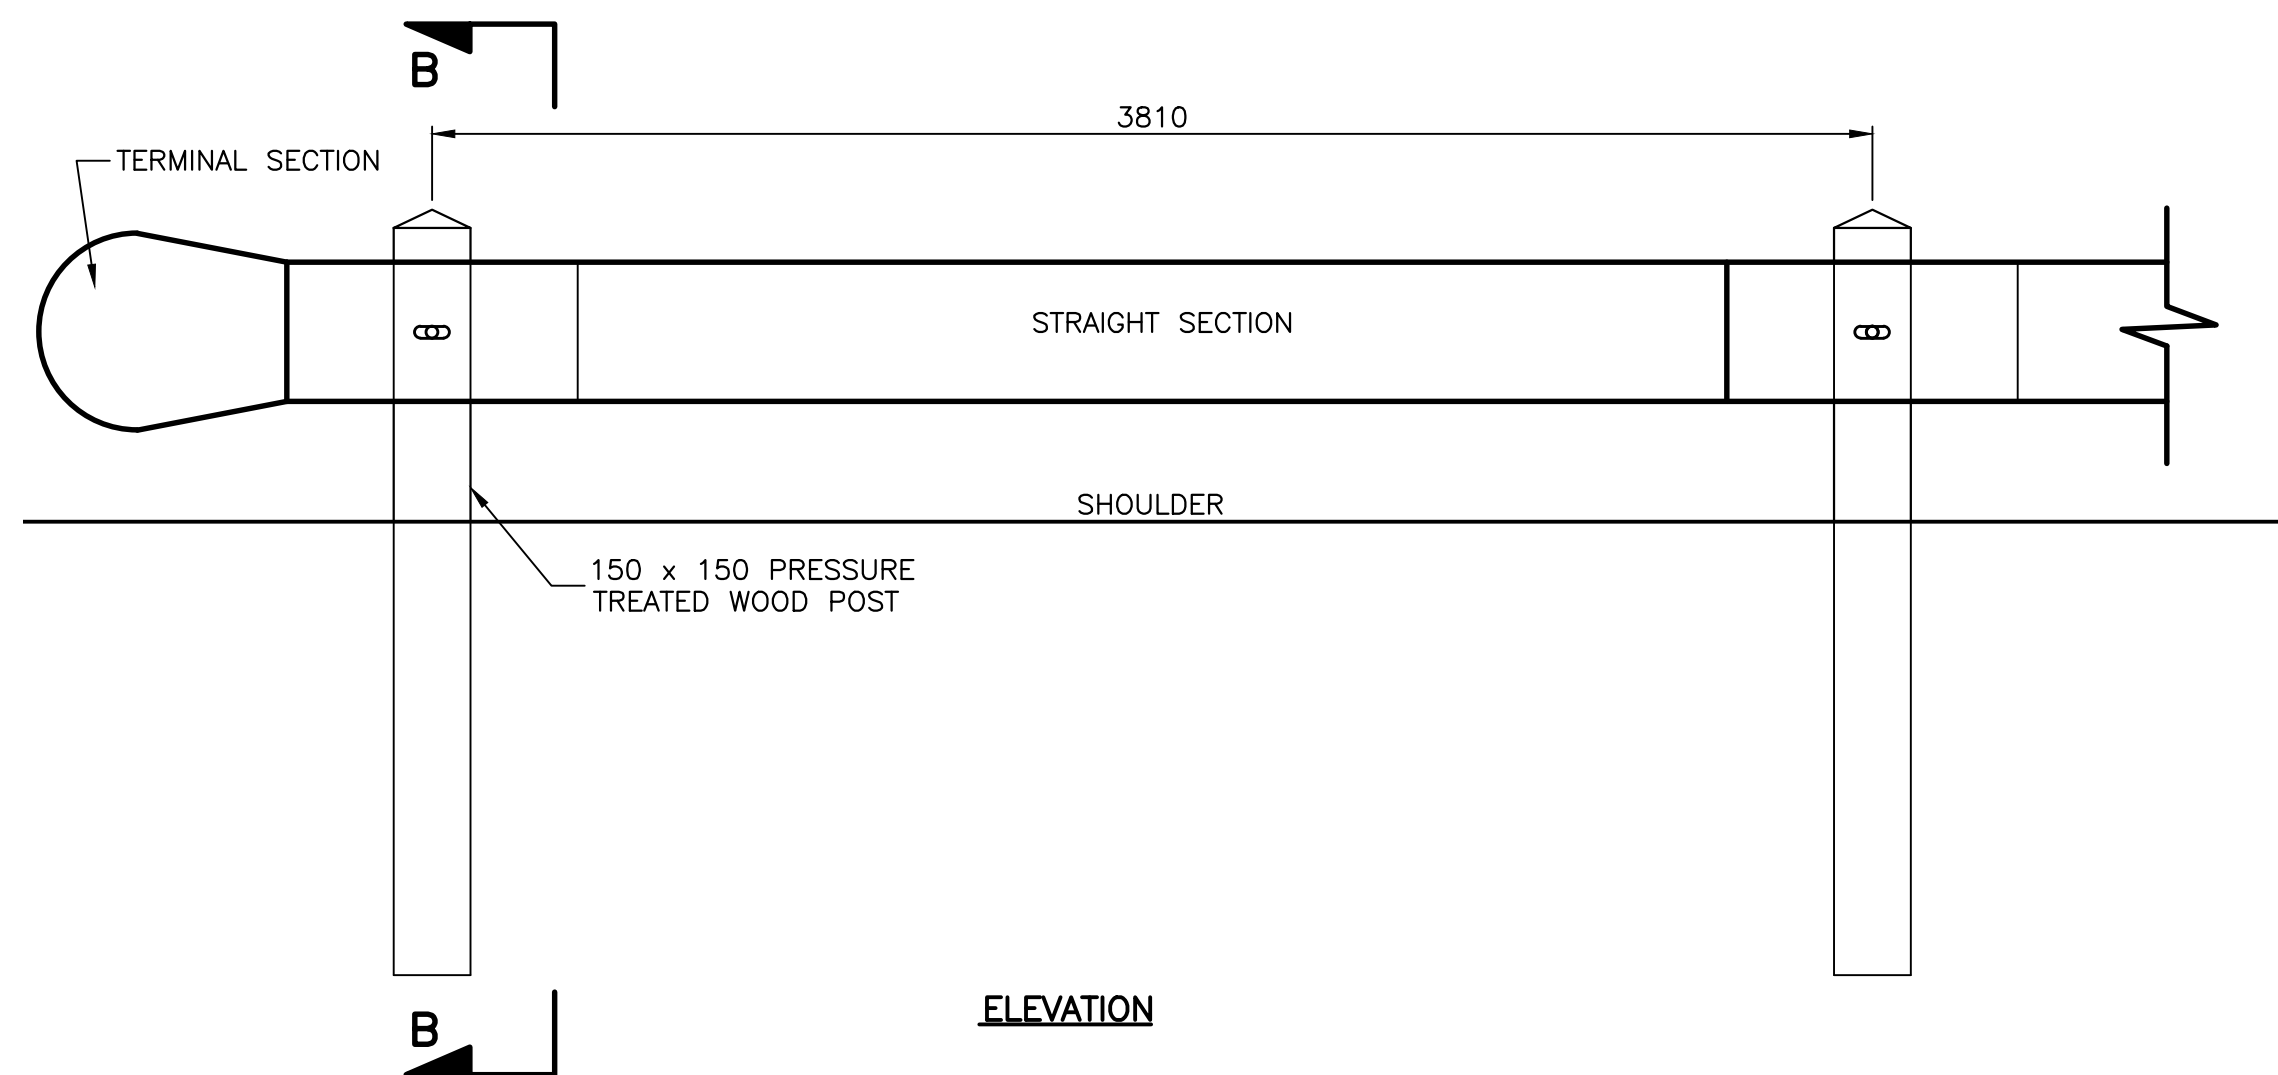 B
3810
TERMINAL SECTION
STRAIGHT SECTION
SHOULDER
150 x 150 PRESSURE
TREATED WOOD POST
ELEVATION
B